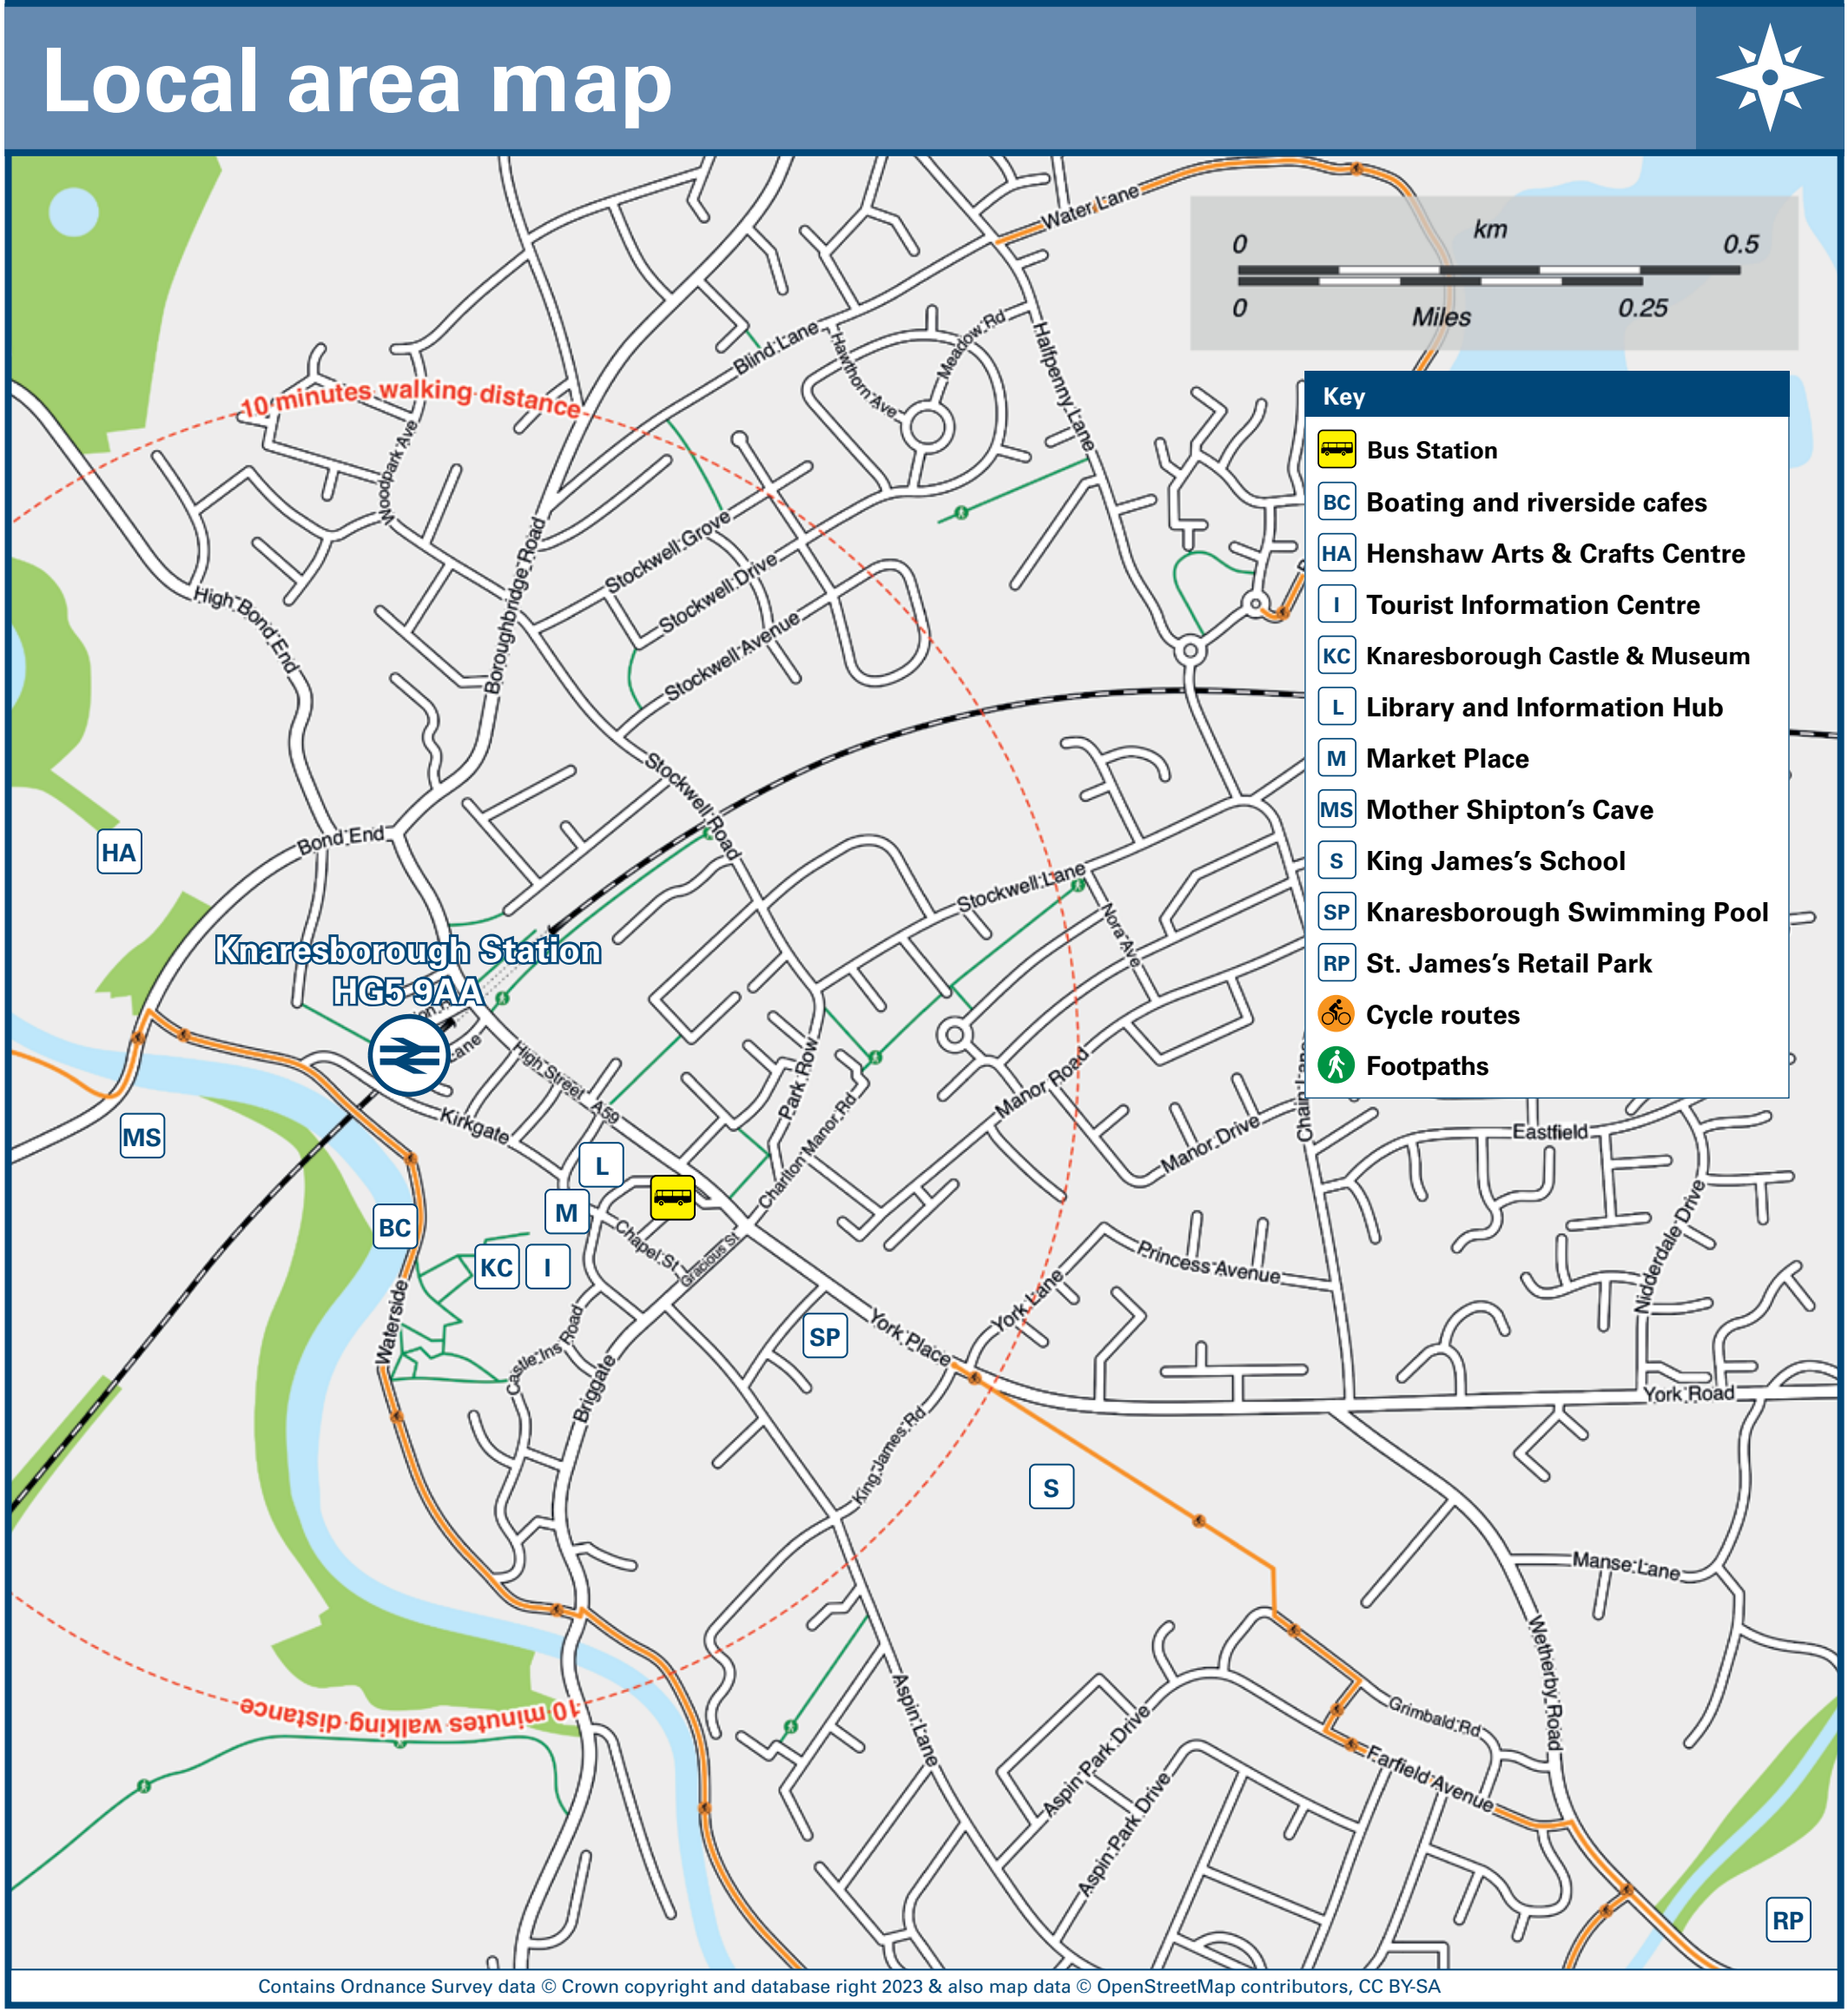 Local area map
Water Lane
km
0
0.5
0
Miles
0.25
Blind Lane
Hawthorn Ave
Meadow Rd
Halfpenny Lane
10 minutes walking distance
Woodpark Ave
Boroughbridge Road
Stockwell Grove
Stockwell Drive
Stockwell Avenue
High Bond End
Stockwell Road
Bond End
HA
Stockwell Lane
Nora Ave
Knaresborough Station
HG5 9AA
Lane
High Street A59
Kirkgate
Park Row
Charlton Manor Rd
Manor Road
Manor Drive
Chain Lane
Eastfield
Nidderdale Drive
MS
L
M
BC
KC
I
Chapel St
Gracious St
Princess Avenue
York Lane
Waterside
SP
York Place
Castle Ings Road
Briggate
York Road
King James Rd
S
Manse Lane
Wetherby Road
10 minutes walking distance
Aspin Lane
Grimbald Rd
Farfield Avenue
Aspin Park Drive
Aspin Park Drive
RP
Key
Bus Station
BC Boating and riverside cafes
HA Henshaw Arts & Crafts Centre
I Tourist Information Centre
KC Knaresborough Castle & Museum
L Library and Information Hub
M Market Place
MS Mother Shipton's Cave
S King James's School
SP Knaresborough Swimming Pool
RP St. James's Retail Park
Cycle routes
Footpaths
Contains Ordnance Survey data © Crown copyright and database right 2023 & also map data © OpenStreetMap contributors, CC BY-SA